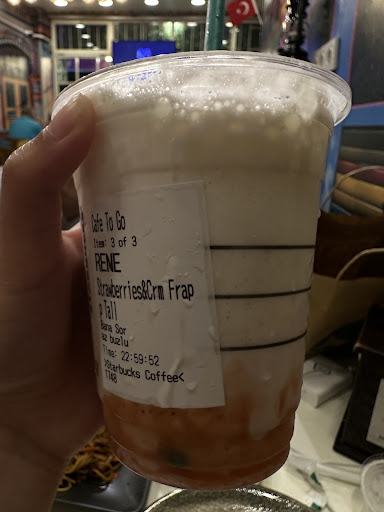 Cafe To Go
Item: 3 of 3
RENE
Strawberries&Crm Frap
p Tall
Bana Sor
az buzlu
Time: 22:59:52
>Starbucks Coffee<